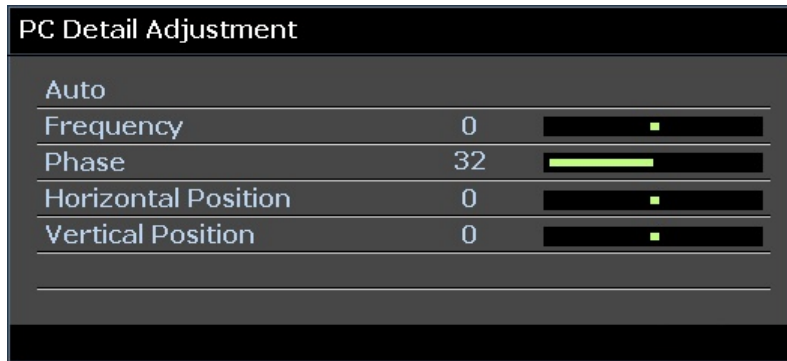 PC Detail Adjustment
Auto
Frequency 0
Phase 32
Horizontal Position 0
Vertical Position 0